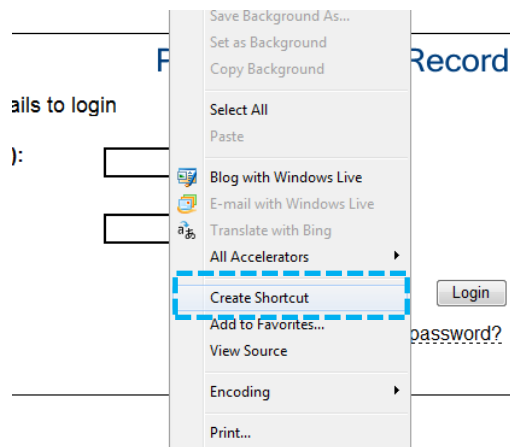 Save Background As...
Set as Background
Record
Copy Background
ails to login
Select All
Paste
):
Blog with Windows Live
E-mail with Windows Live
Translate with Bing
All Accelerators
Create Shortcut
Login
Add to Favorites...
password?
View Source
Encoding
Print...